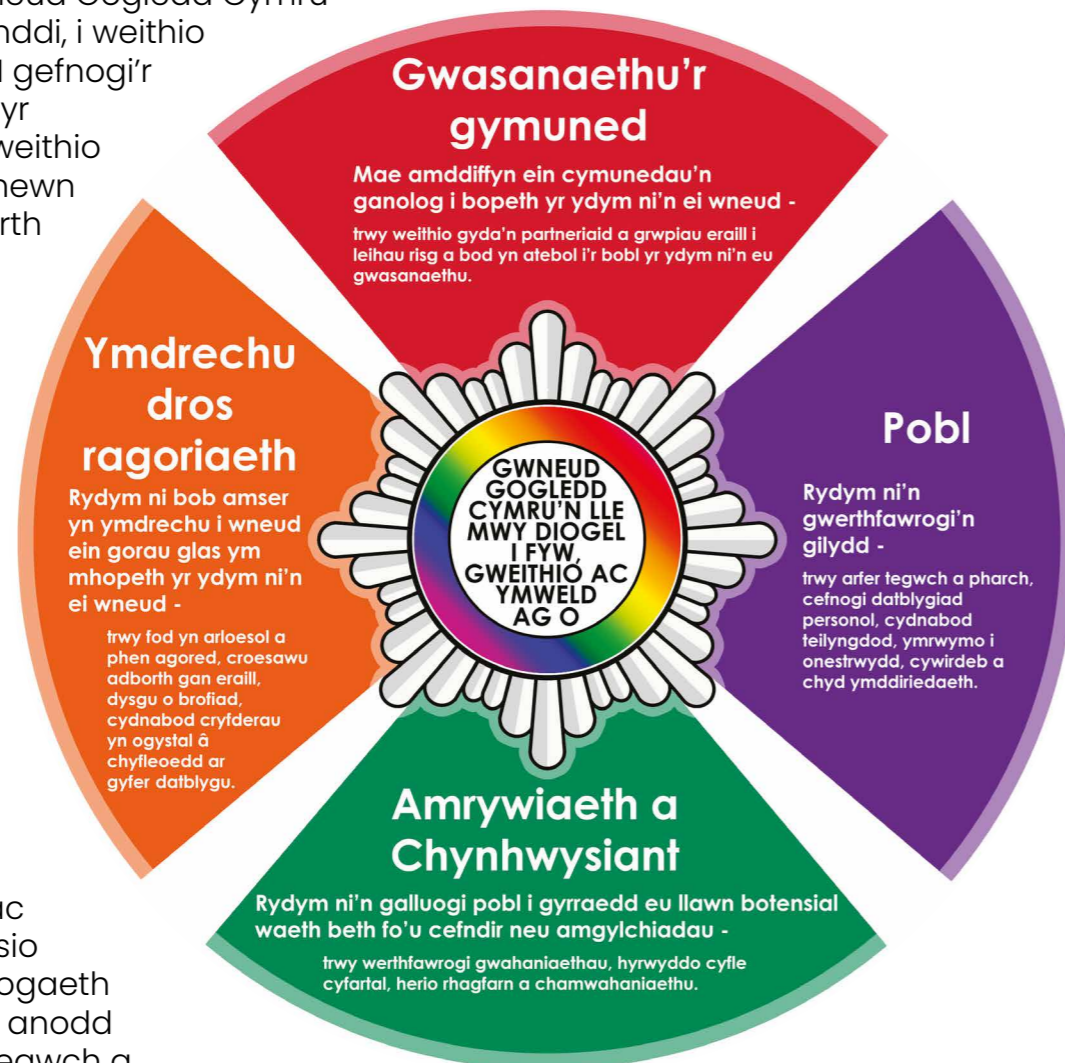 i weithio
gefnogi'r
yr
weithio
Gwasanaethu'r
gymuned
Mae amddiffyn ein cymunedau'n
ganolog i bopeth yr ydym ni'n ei wneud -
trwy weithio gyda'n partneriaid a grwpiau eraill i
leihau risg a bod yn atebol i'r bobl yr ydym ni'n eu
gwasanaethu.
Ymdrechu
dros
ragoriaeth
Rydym ni bob amser
yn ymdrechu i wneud
ein gorau glas ym
mhopeth yr ydym ni'n
ei wneud -
trwy fod yn arloesol a
phen agored, croesawu
adborth gan eraill,
dysgu o brofiad,
cydnabod cryfderau
yn ogystal â
chyfleoedd ar
gyfer datblygu.
GWNEUD
GOGLEDD
CYMRU'N LLE
MWY DIOGEL
I FYW,
GWEITHIO AC
YMWELD
AG O
Pobl
Rydym ni'n
gwerthfawrogi'n
gilydd -
trwy arfer tegwch a pharch,
cefnogi datblygiad
personol, cydnabod
teilyngdod, ymrwymo i
onestrwydd, cywirdeb a
chyd ymddiriedaeth.
Amrywiaeth a
Chynhwysiant
Rydym ni'n galluogi pobl i gyrraedd eu llawn botensial
waeth beth fo'u cefndir neu amgylchiadau -
trwy werthfawrogi gwahaniaethau, hyrwyddo cyfle
cyfartal, herio rhagfarn a chamwahaniaethu.
anodd